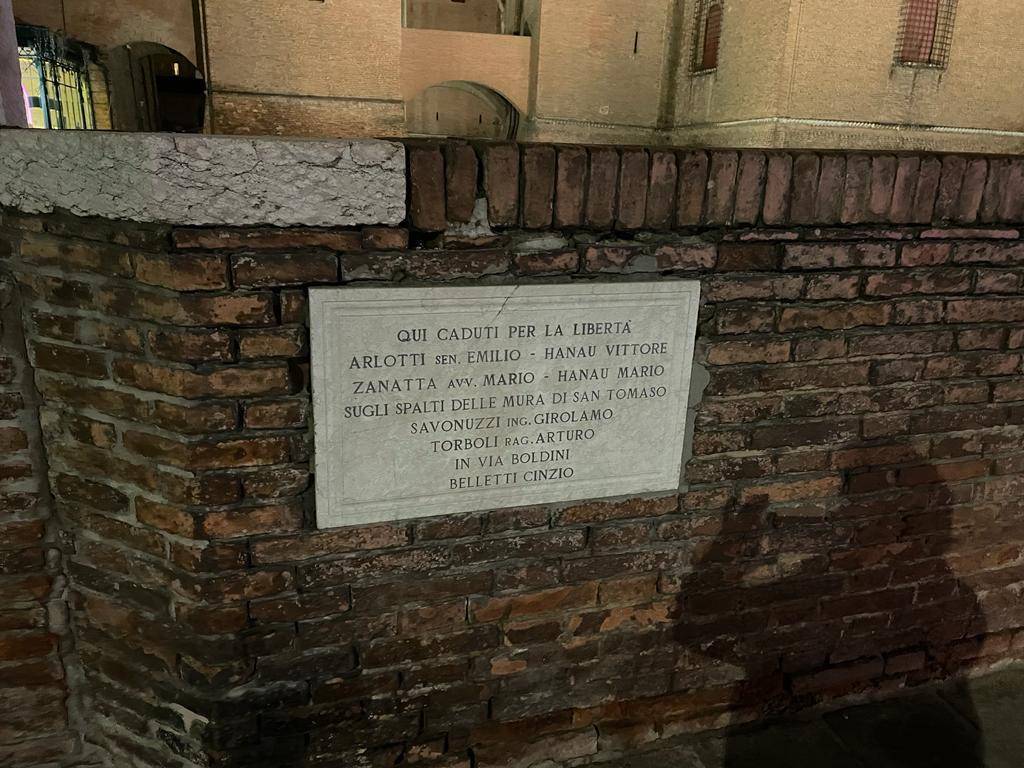 QUI CADUTI PER LA LIBERTÀ
ARLOTTI SEN. EMILIO - HANAU VITTORE
ZANATTA AVV. MARIO - HANAU MARIO
SUGLI SPALTI DELLE MURA DI SAN TOMASO
SAVONUZZI ING. GIROLAMO
TORBOLI RAG. ARTURO
IN VIA BOLDINI
BELLETTI CINZIO